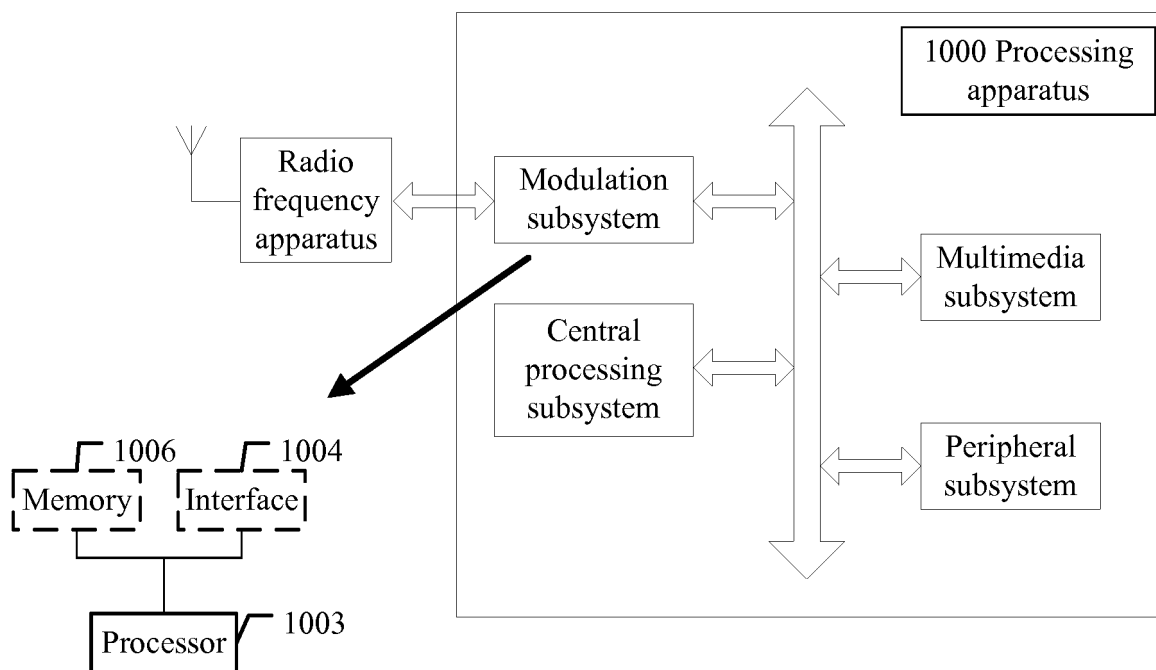 1000 Processing
apparatus
Radio
frequency
apparatus
Modulation
subsystem
Multimedia
subsystem
Central
processing
subsystem
Peripheral
subsystem
1006
1004
Memory
Interface
1003
Processor